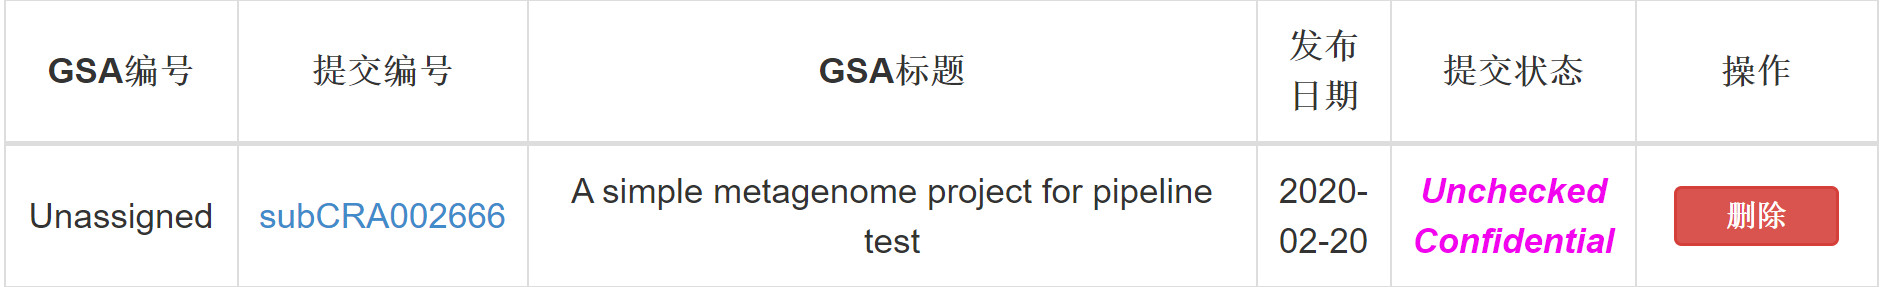 GSA编号
提交编号
GSA标题
发布
日期
提交状态
操作
Unassigned
subCRA002666
A simple metagenome project for pipeline
test
2020-
02-20
Unchecked
Confidential
删除